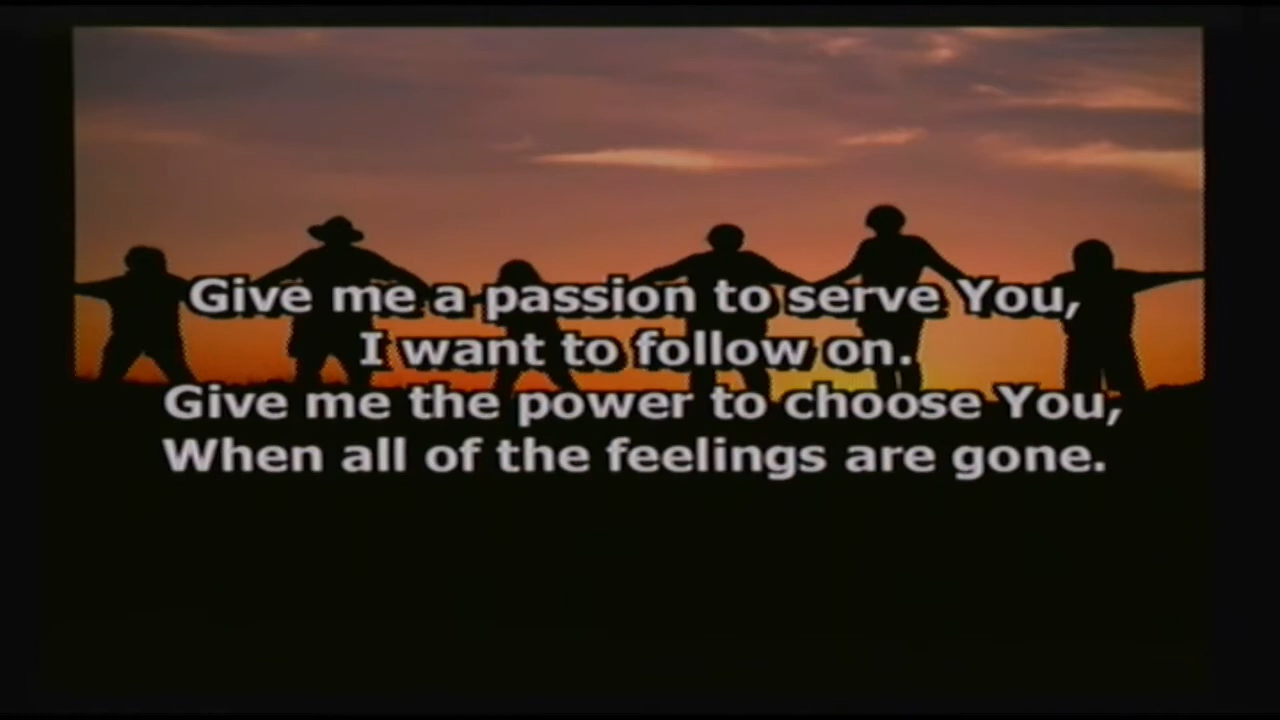 Give me a passion to serve You,
I want to follow on.
Give me the power to choose You,
When all of the feelings are gone.